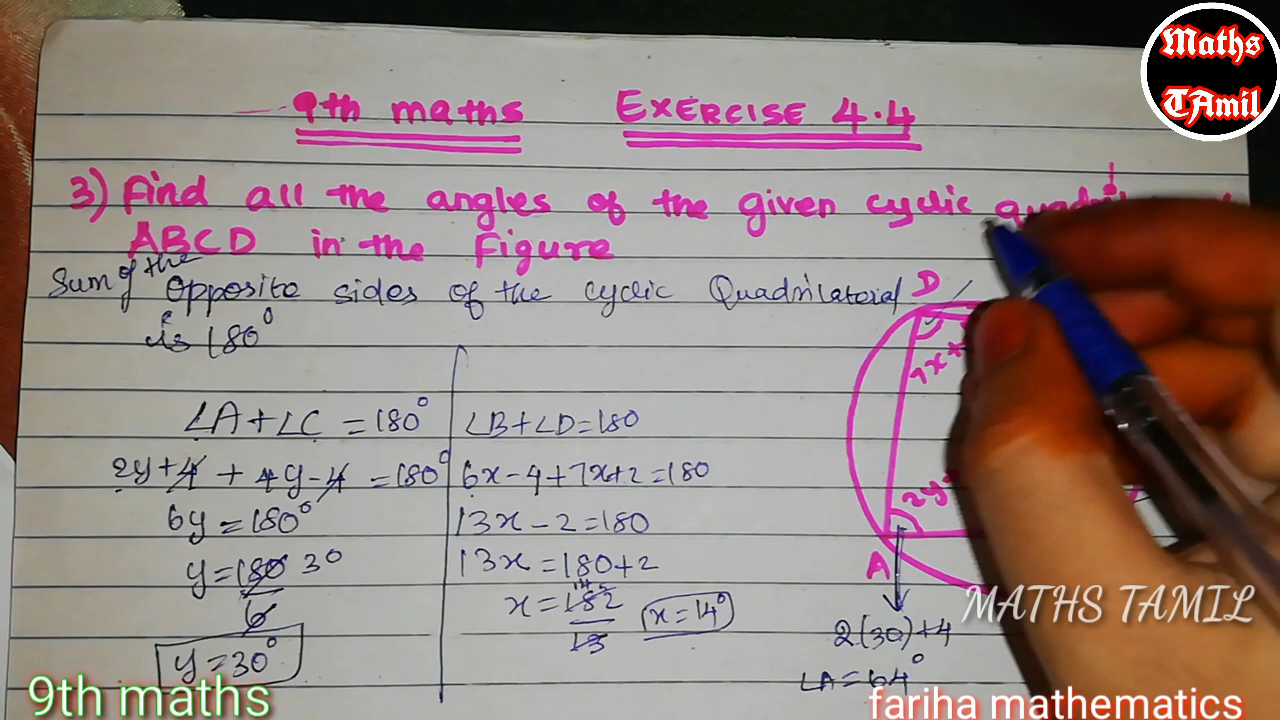 Maths
TAmil
9th maths EXERCISE 4.4
3) Find all the angles of the given cyclic
ABCD in the Figure
Sum of the opposite sides of the cyclic Quadrilateral
is 180°
∠A+∠C = 180°
2y+4 + 4y-4 = 180°
6y = 180°
y = 180 30
6
y = 30°
∠B+∠D = 180
6x-4+7x+2 = 180
13x - 2 = 180
13x = 180+2
x = 182 14
13
x = 14°
D
7x+
2y+
A
2(30)+4
∠A = 64°
MATHS TAMIL
9th maths
fariha mathematics